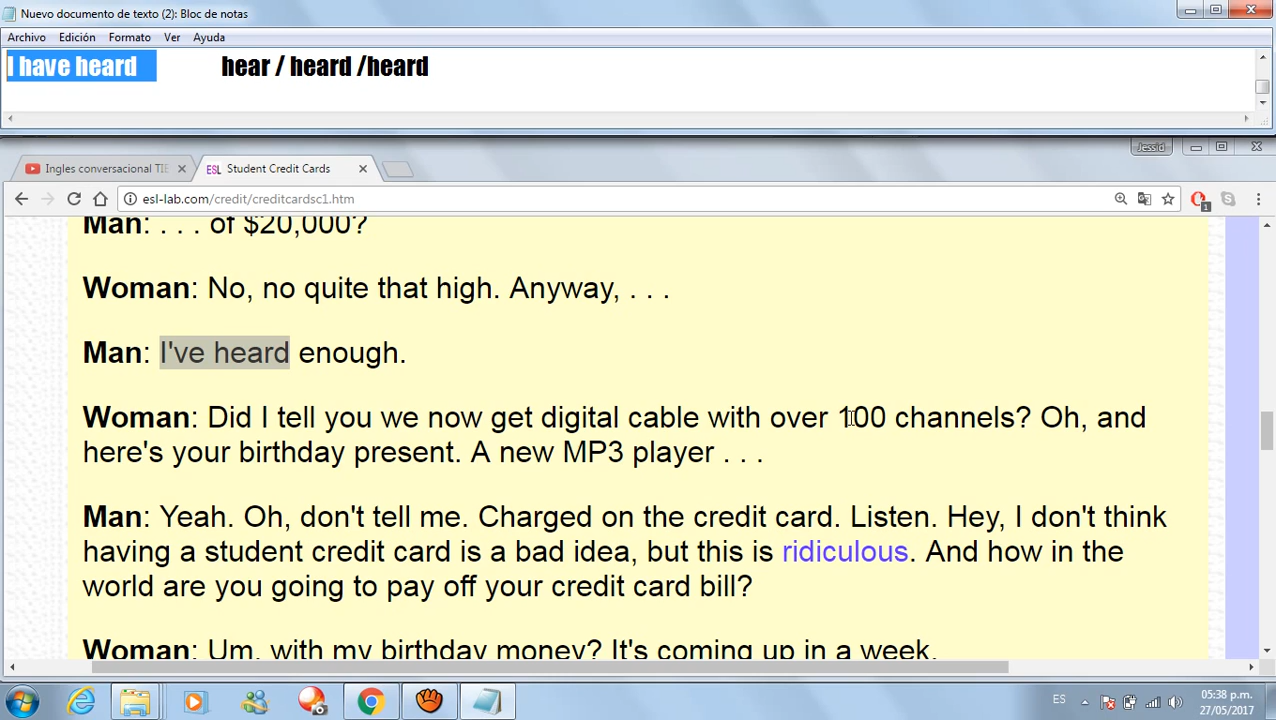 Nuevo documento de texto (2): Bloc de notas
Archivo Edición Formato Ver Ayuda
I have heard hear / heard /heard
Jessid
Ingles conversacional TIE
ESL Student Credit Cards
esl-lab.com/credit/creditcardsc1.htm
1
Man: . . . of $20,000?
Woman: No, no quite that high. Anyway, . . .
Man: I've heard enough.
Woman: Did I tell you we now get digital cable with over 100 channels? Oh, and
here's your birthday present. A new MP3 player . . .
Man: Yeah. Oh, don't tell me. Charged on the credit card. Listen. Hey, I don't think
having a student credit card is a bad idea, but this is ridiculous. And how in the
world are you going to pay off your credit card bill?
Woman: Um, with my birthday money? It's coming up in a week.
ES
05:38 p.m.
27/05/2017